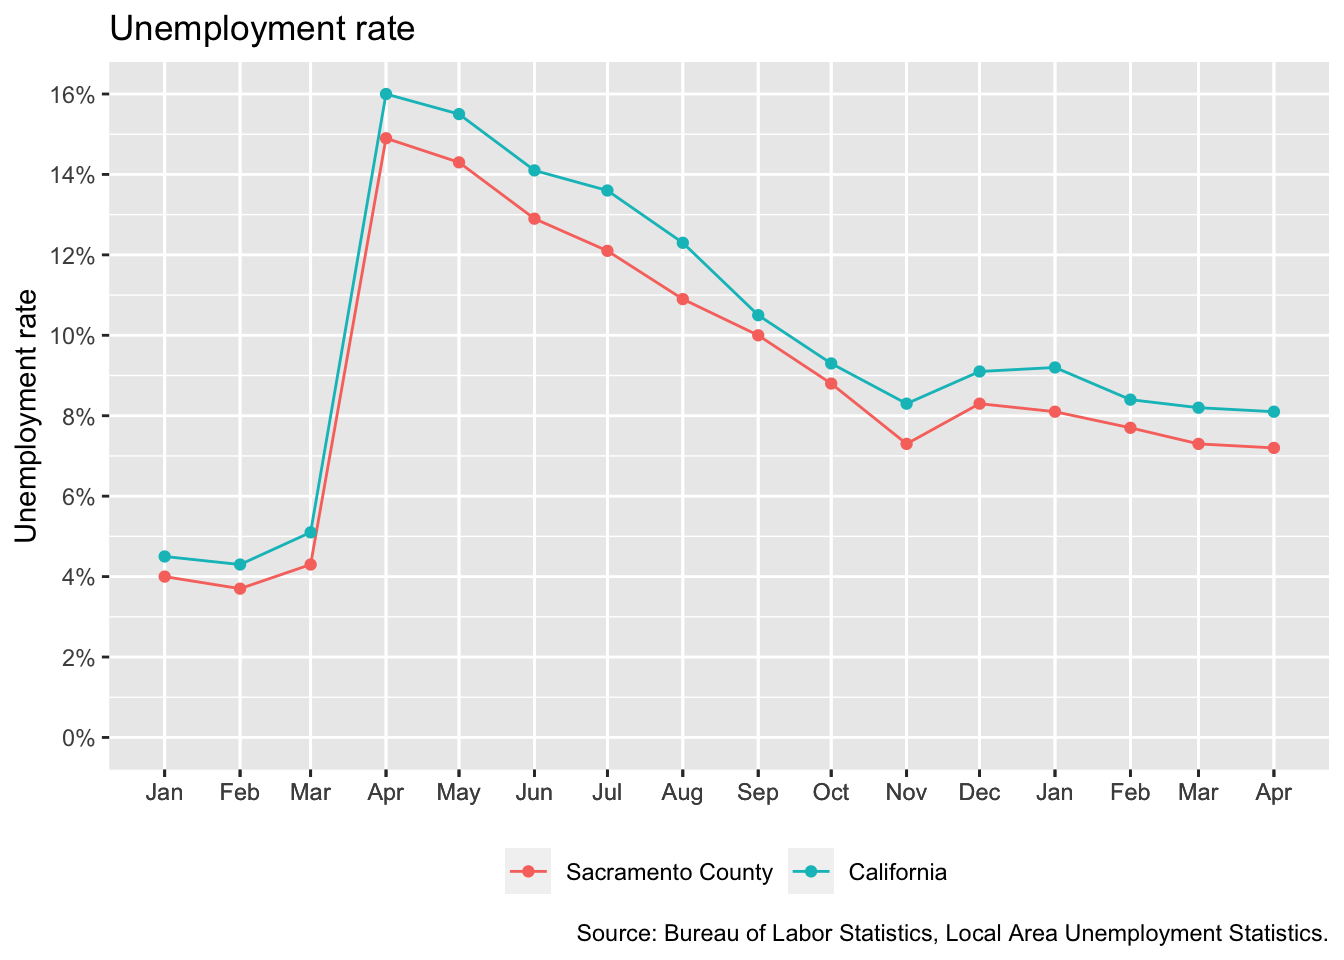 Unemployment rate
Unemployment rate
16%
14%
12%
10%
8%
6%
4%
2%
0%
Jan Feb Mar Apr May Jun Jul Aug Sep Oct Nov Dec Jan Feb Mar Apr
Sacramento County California
Source: Bureau of Labor Statistics, Local Area Unemployment Statistics.